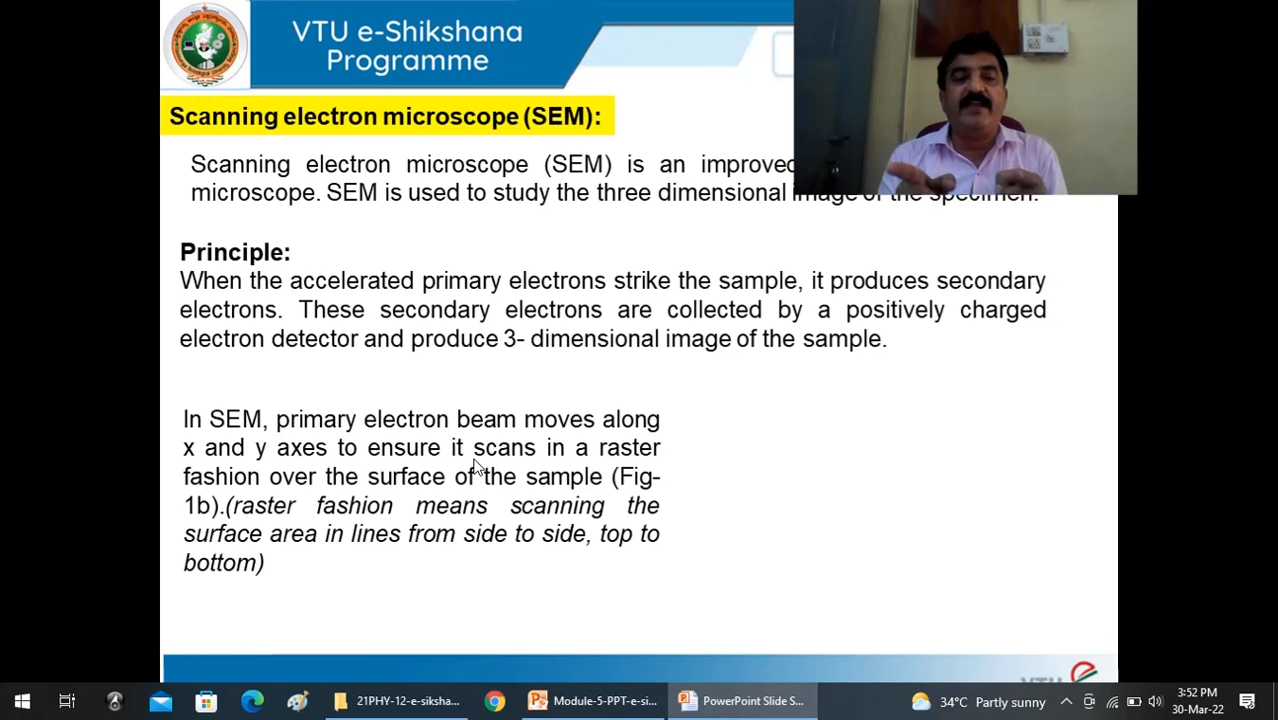 VTU e-Shikshana
Programme
Scanning electron microscope (SEM):
Scanning electron microscope (SEM) is an improved
microscope. SEM is used to study the three dimensional image of the specimen.
Principle:
When the accelerated primary electrons strike the sample, it produces secondary
electrons. These secondary electrons are collected by a positively charged
electron detector and produce 3- dimensional image of the sample.
In SEM, primary electron beam moves along
x and y axes to ensure it scans in a raster
fashion over the surface of the sample (Fig-
1b).(raster fashion means scanning the
surface area in lines from side to side, top to
bottom)
VTU e
21PHY-12-e-siksha...
Module-5-PPT-e-si...
PowerPoint Slide S...
34°C Partly sunny
3:52 PM
30-Mar-22